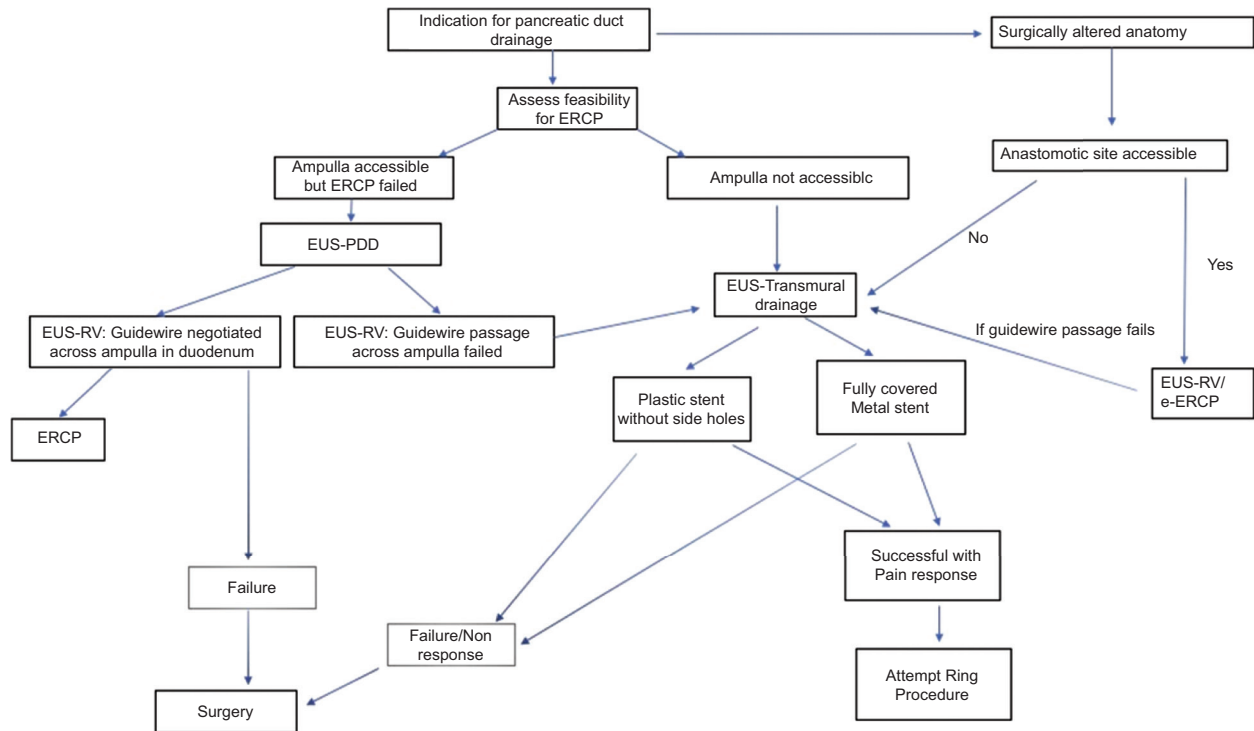 Indication for pancreatic duct
drainage
Surgically altered anatomy
Assess feasibility
for ERCP
Ampulla accessible
but ERCP failed
Ampulla not accessiblc
Anastomotic site accessible
EUS-PDD
No
Yes
EUS-Transmural
drainage
EUS-RV: Guidewire negotiated
across ampulla in duodenum
EUS-RV: Guidewire passage
across ampulla failed
If guidewire passage fails
Plastic stent
without side holes
Fully covered
Metal stent
EUS-RV/
e-ERCP
ERCP
Successful with
Pain response
Failure
Failure/Non
response
Attempt Ring
Procedure
Surgery